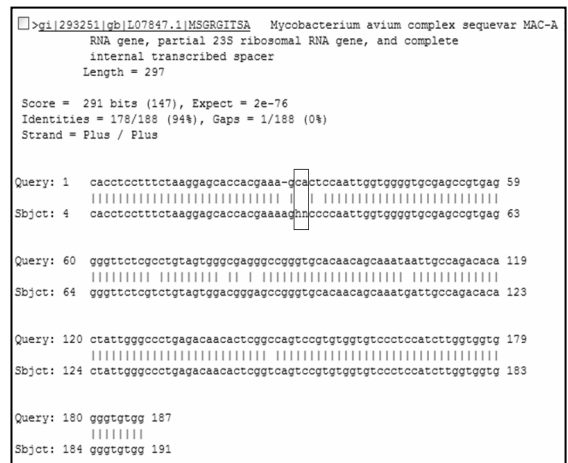 >gi|293251|gb|L07847.1|MSGRGITSA Mycobacterium avium complex sequevar MAC-A
RNA gene, partial 23S ribosomal RNA gene, and complete
internal transcribed spacer
Length = 297
Score = 291 bits (147), Expect = 2e-76
Identities = 178/188 (94%), Gaps = 1/188 (0%)
Strand = Plus / Plus
Query: 1 cacctcctttctaaggagcaccacgaaa-gcactccaattggtggggtgcgagccgtgag 59
|||||||||||||||||||||||||||| | | ||||||||||||||||||||||||||
Sbjct: 4 cacctcctttctaaggagcaccacgaaaaghnccccaattggtggggtgcgagccgtgag 63
Query: 60 gggttctcgcctgtagtgggcgagggccgggtgcacaacagcaaataattgccagacaca 119
||||||||| ||||||||| || | |||||||||||||||||||||| |||||||||||||
Sbjct: 64 gggttctcgtctgtagtggacgggagccgggtgcacaacagcaaatgattgccagacaca 123
Query: 120 ctattgggccctgagacaacactcggccagtccgtgtggtgtccctccatcttggtggtg 179
|||||||||||||||||||||||||| |||||||||||||||||||||||||||||||||
Sbjct: 124 ctattgggccctgagacaacactcggtcagtccgtgtggtgtccctccatcttggtggtg 183
Query: 180 gggtgtgg 187
||||||||
Sbjct: 184 gggtgtgg 191